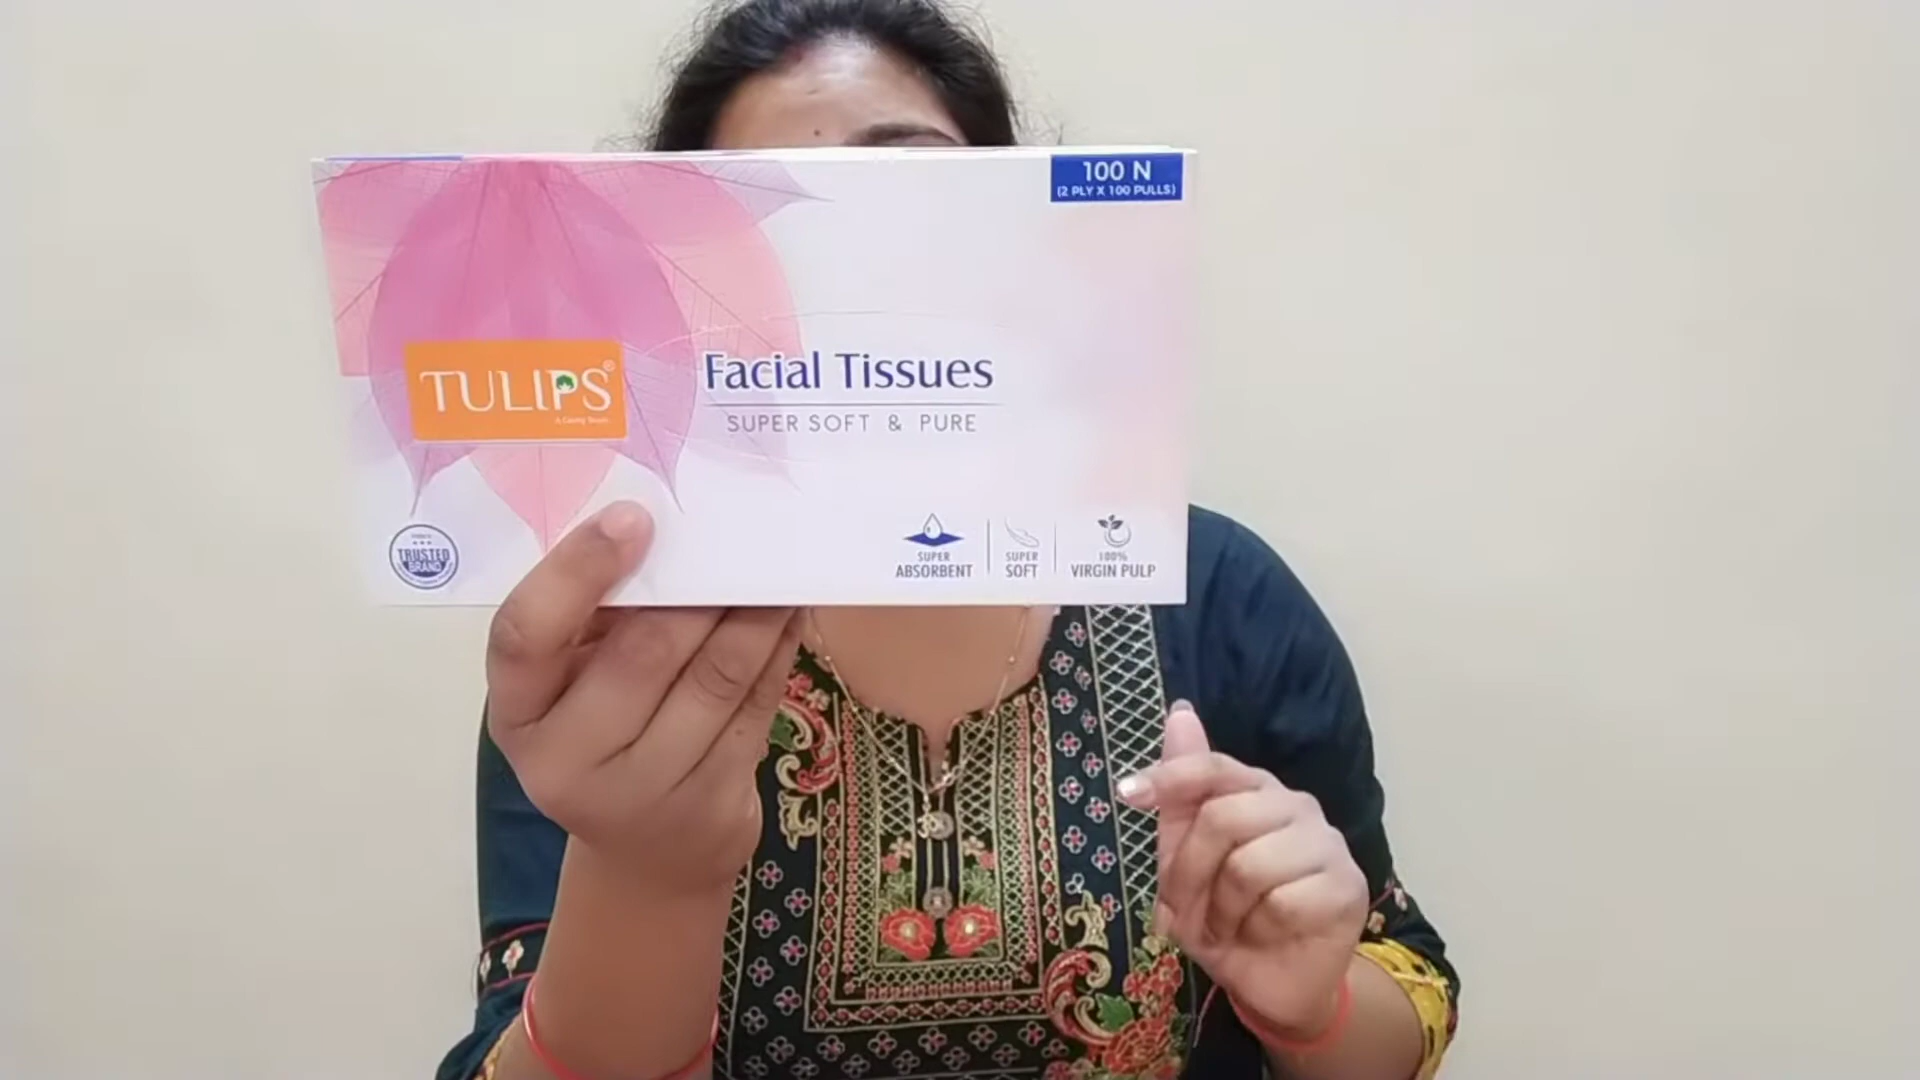 100 N
(2 PLY X 100 PULLS)
TULIPS®
Facial Tissues
SUPER SOFT & PURE
TRUSTED
BRAND
SUPER
ABSORBENT
SUPER
SOFT
100%
VIRGIN PULP